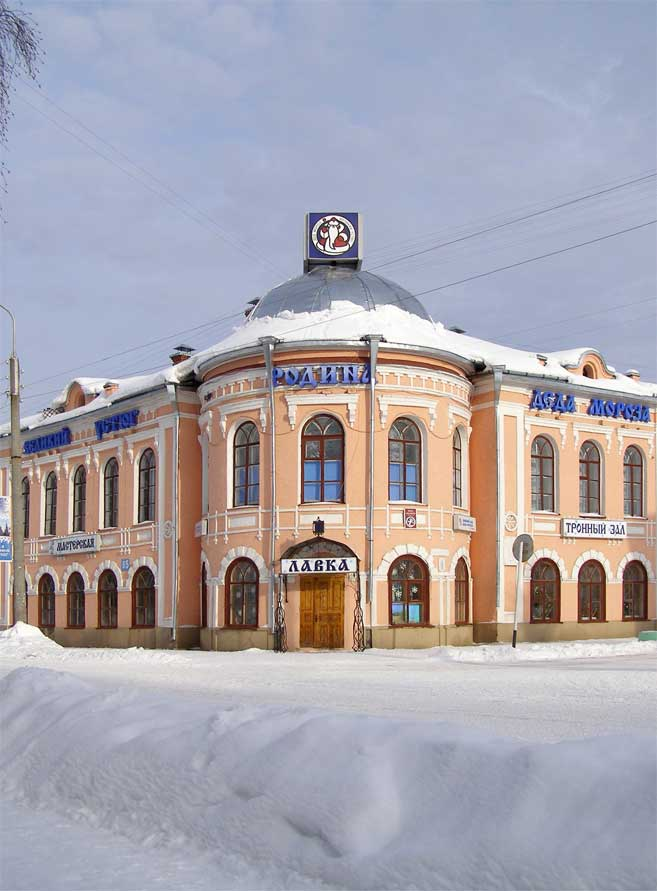 ВЕЛИКИЙ УСТЮГ
РОДИНА
ДЕДА МОРОЗА
МАСТЕРСКАЯ
ТРОННЫЙ ЗАЛ
ЛАВКА